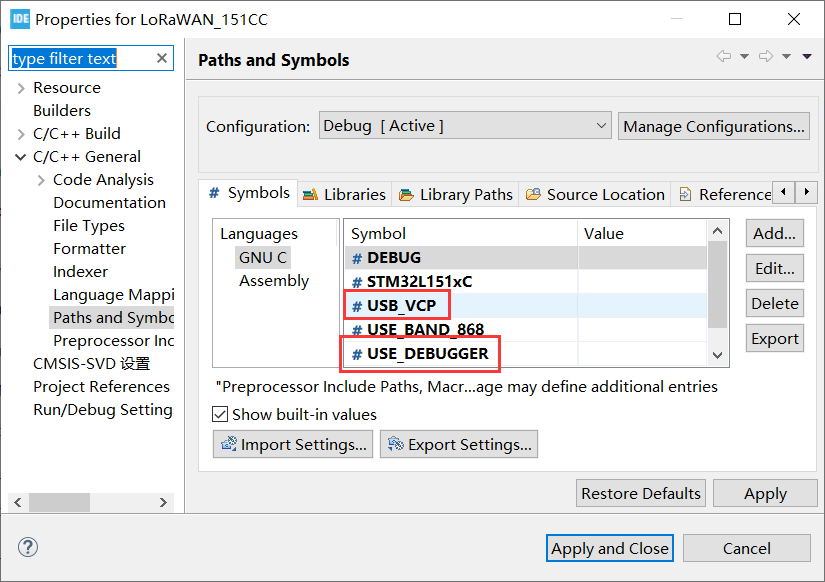 IDE Properties for LoRaWAN_151CC
type filter text
Paths and Symbols
Resource
Builders
C/C++ Build
C/C++ General
Code Analysis
Documentation
File Types
Formatter
Indexer
Language Mappi
Paths and Symbo
Preprocessor Inc
CMSIS-SVD 设置
Project References
Run/Debug Setting
Configuration:
Debug [ Active ]
Manage Configurations...
# Symbols
Libraries
Library Paths
Source Location
Reference
Languages
GNU C
Assembly
Symbol
Value
# DEBUG
# STM32L151xC
# USB_VCP
# USE_BAND_868
# USE_DEBUGGER
Add...
Edit...
Delete
Export
"Preprocessor Include Paths, Macr...age may define additional entries
Show built-in values
Import Settings...
Export Settings...
Restore Defaults
Apply
?
Apply and Close
Cancel